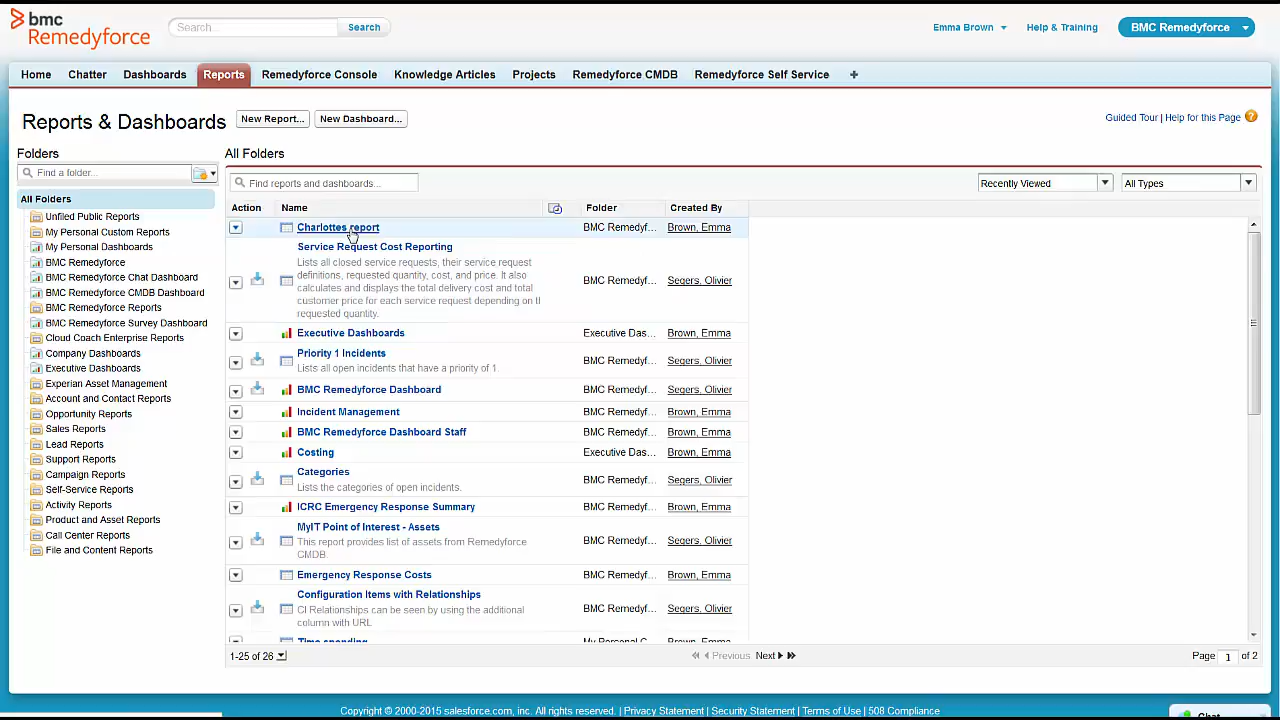 bmc
Remedyforce
Search...
Search
Emma Brown
Help & Training
BMC Remedyforce
Home
Chatter
Dashboards
Reports
Remedyforce Console
Knowledge Articles
Projects
Remedyforce CMDB
Remedyforce Self Service
+
Reports & Dashboards
New Report...
New Dashboard...
Guided Tour | Help for this Page
Folders
Find a folder...
All Folders
Unfiled Public Reports
My Personal Custom Reports
My Personal Dashboards
BMC Remedyforce
BMC Remedyforce Chat Dashboard
BMC Remedyforce CMDB Dashboard
BMC Remedyforce Reports
BMC Remedyforce Survey Dashboard
Cloud Coach Enterprise Reports
Company Dashboards
Executive Dashboards
Experian Asset Management
Account and Contact Reports
Opportunity Reports
Sales Reports
Lead Reports
Support Reports
Campaign Reports
Self-Service Reports
Activity Reports
Product and Asset Reports
Call Center Reports
File and Content Reports
All Folders
Find reports and dashboards...
Recently Viewed
All Types
Action Name Folder Created By
Charlottes report BMC Remedyf... Brown, Emma
Service Request Cost Reporting
Lists all closed service requests, their service request
definitions, requested quantity, cost, and price. It also
calculates and displays the total delivery cost and total
customer price for each service request depending on the
requested quantity.
BMC Remedyf... Segers, Olivier
Executive Dashboards Executive Das... Brown, Emma
Priority 1 Incidents
Lists all open incidents that have a priority of 1.
BMC Remedyf... Segers, Olivier
BMC Remedyforce Dashboard BMC Remedyf... Segers, Olivier
Incident Management BMC Remedyf... Brown, Emma
BMC Remedyforce Dashboard Staff BMC Remedyf... Brown, Emma
Costing Executive Das... Brown, Emma
Categories
Lists the categories of open incidents.
BMC Remedyf... Segers, Olivier
ICRC Emergency Response Summary BMC Remedyf... Brown, Emma
MyIT Point of Interest - Assets
This report provides list of assets from Remedyforce
CMDB.
BMC Remedyf... Segers, Olivier
Emergency Response Costs BMC Remedyf... Brown, Emma
Configuration Items with Relationships
CI Relationships can be seen by using the additional
column with URL
BMC Remedyf... Segers, Olivier
Time spending My Personal C... Brown, Emma
1-25 of 26
Previous Next
Page 1 of 2
Copyright © 2000-2015 salesforce.com, inc. All rights reserved. | Privacy Statement | Security Statement | Terms of Use | 508 Compliance
Chat